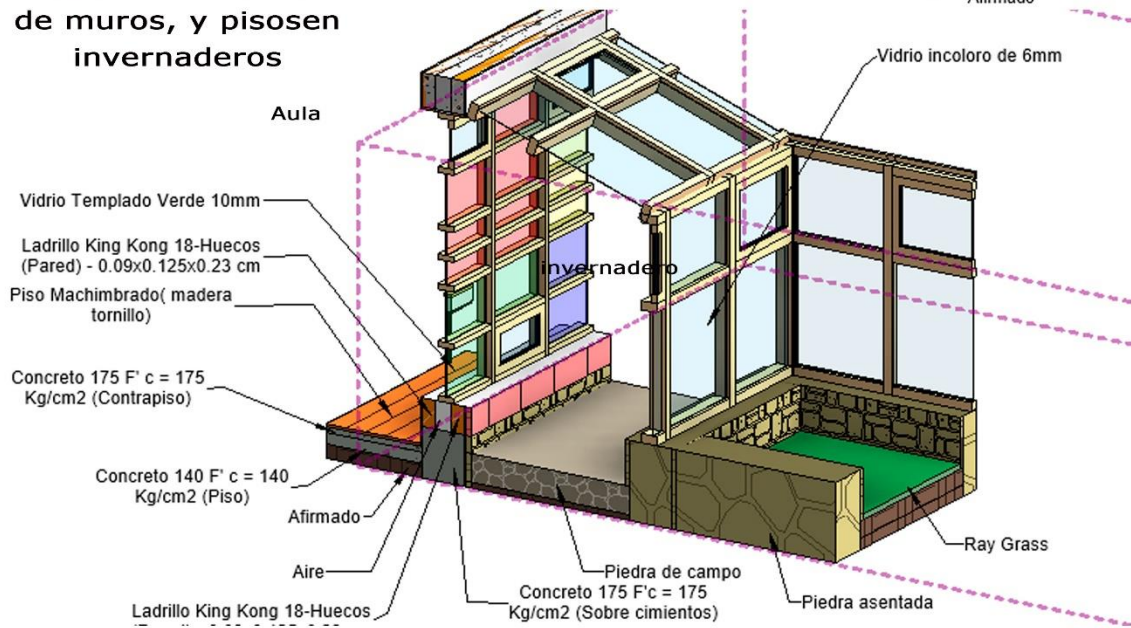 de muros, y pisosen
invernaderos
Afirmado
Aula
Vidrio incoloro de 6mm
Vidrio Templado Verde 10mm
Ladrillo King Kong 18-Huecos
(Pared) - 0.09x0.125x0.23 cm
Piso Machimbrado( madera
tornillo)
invernadero
Concreto 175 F' c = 175
Kg/cm2 (Contrapiso)
Concreto 140 F' c = 140
Kg/cm2 (Piso)
Afirmado
Aire
Ladrillo King Kong 18-Huecos
Piedra de campo
Concreto 175 F'c = 175
Kg/cm2 (Sobre cimientos)
Piedra asentada
Ray Grass